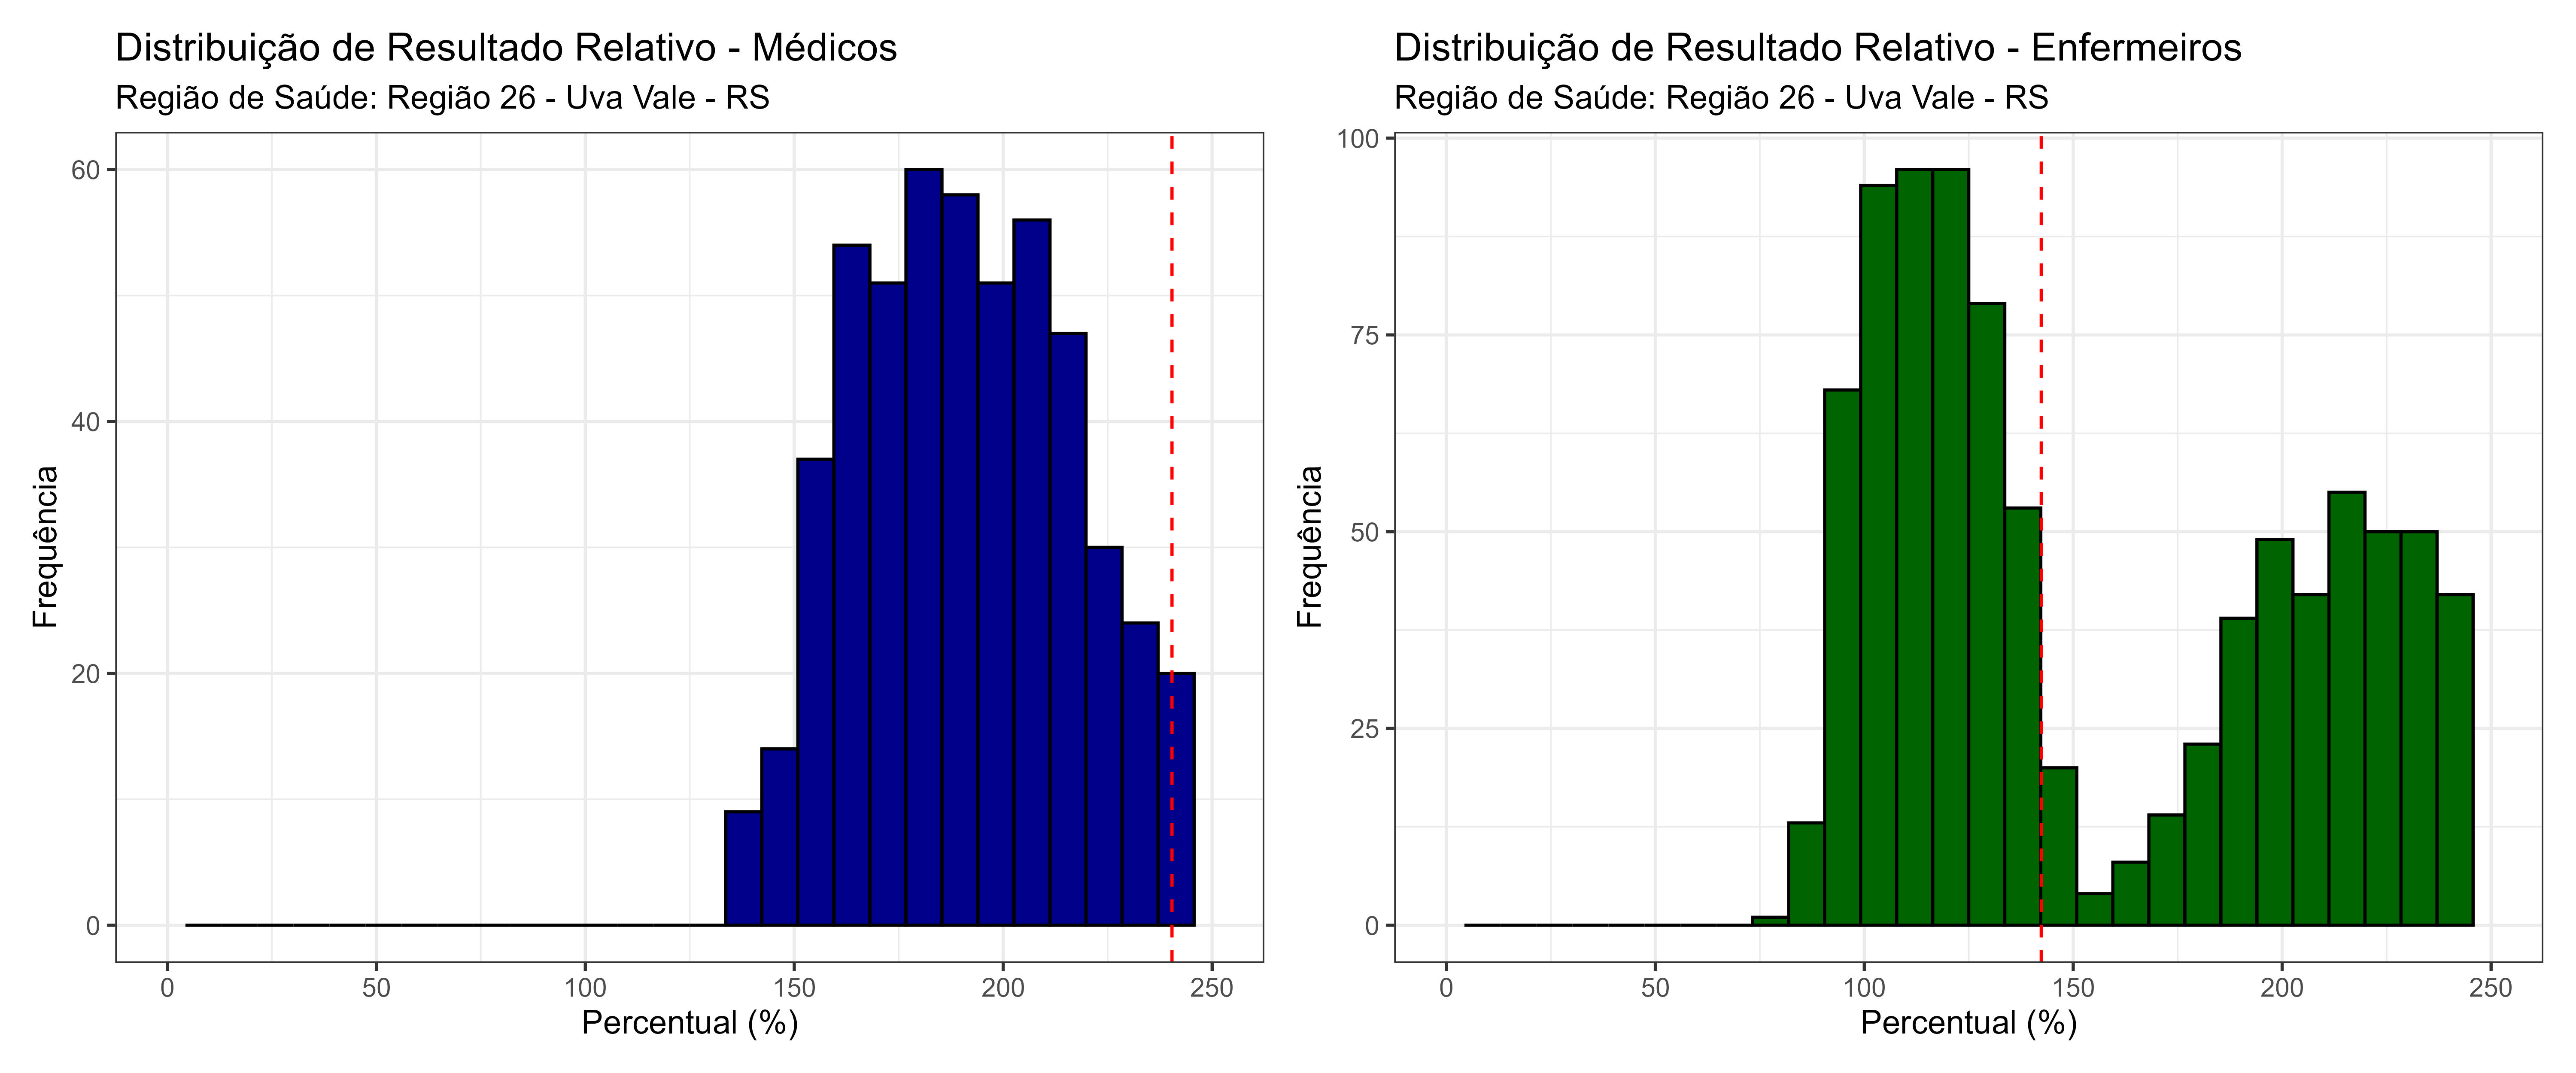 Distribuição de Resultado Relativo - Médicos
Região de Saúde: Região 26 - Uva Vale - RS
Frequência
60
40
20
0
0 50 100 150 200 250
Percentual (%)
Distribuição de Resultado Relativo - Enfermeiros
Região de Saúde: Região 26 - Uva Vale - RS
Frequência
100
75
50
25
0
0 50 100 150 200 250
Percentual (%)